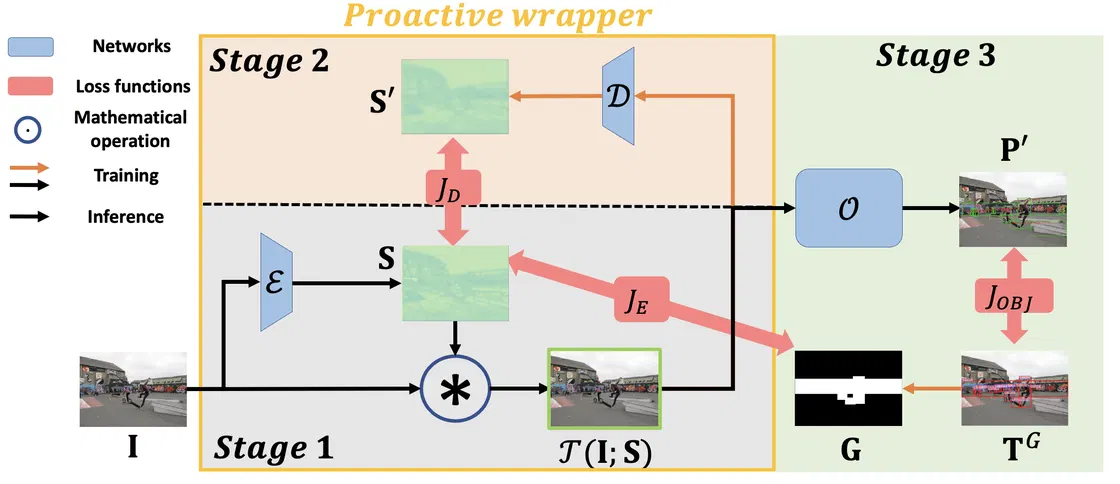 Proactive wrapper
Networks
Loss functions
Mathematical
operation
Training
Inference
Stage 2
S′
𝒟
J_D
S
ℰ
J_E
I
*
Stage 1
𝒯(I; S)
Stage 3
P′
𝒪
J_OBJ
G
T^G